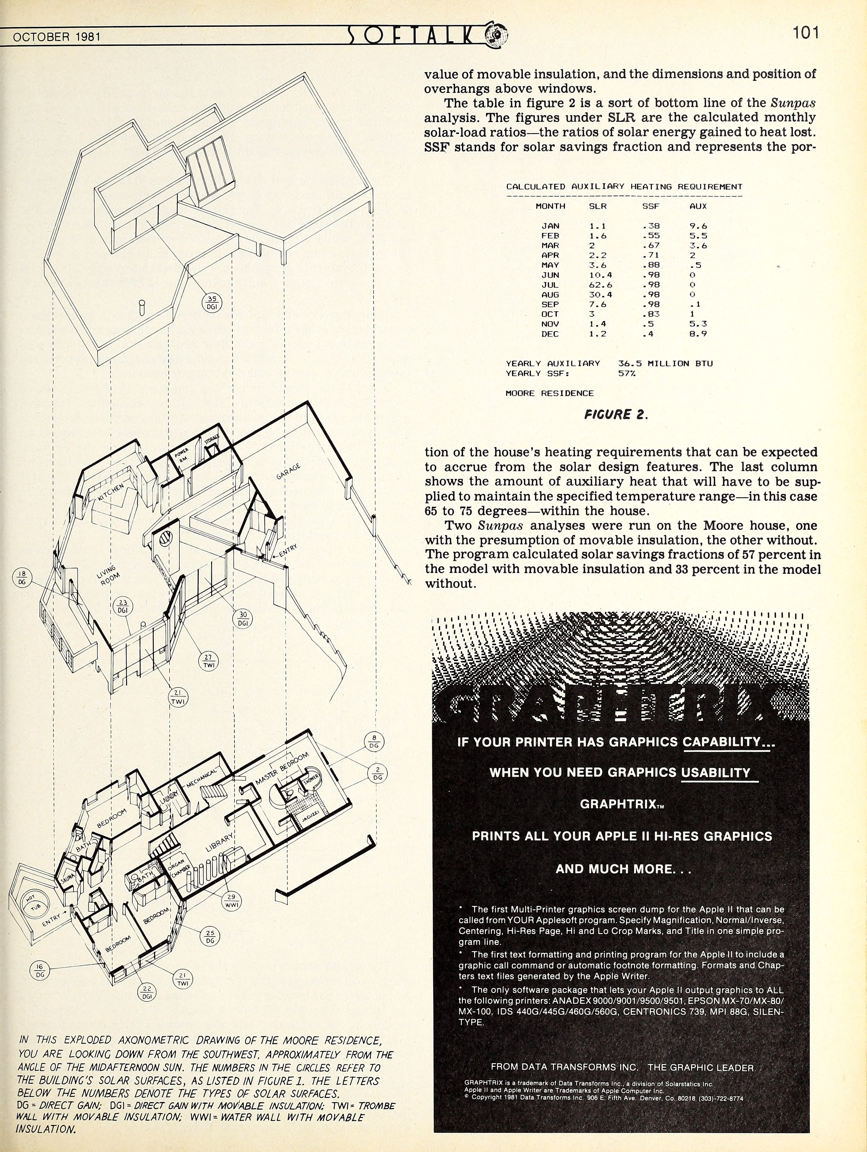 OCTOBER 1981
SOFTALK
101
value of movable insulation, and the dimensions and position of
overhangs above windows.
The table in figure 2 is a sort of bottom line of the Sunpas
analysis. The figures under SLR are the calculated monthly
solar-load ratios—the ratios of solar energy gained to heat lost.
SSF stands for solar savings fraction and represents the por-
CALCULATED AUXILIARY HEATING REQUIREMENT
MONTH SLR SSF AUX
JAN 1.1 .38 9.6
FEB 1.6 .55 5.5
MAR 2 .67 3.6
APR 2.2 .71 2
MAY 3.6 .88 .5
JUN 10.4 .98 0
JUL 62.6 .98 0
AUG 30.4 .98 0
SEP 7.6 .98 .1
OCT 3 .83 1
NOV 1.4 .5 5.3
DEC 1.2 .4 8.9
YEARLY AUXILIARY 36.5 MILLION BTU
YEARLY SSF: 57%
MOORE RESIDENCE
FIGURE 2.
tion of the house's heating requirements that can be expected
to accrue from the solar design features. The last column
shows the amount of auxiliary heat that will have to be sup-
plied to maintain the specified temperature range—in this case
65 to 75 degrees—within the house.
Two Sunpas analyses were run on the Moore house, one
with the presumption of movable insulation, the other without.
The program calculated solar savings fractions of 57 percent in
the model with movable insulation and 33 percent in the model
without.
35
DGI
POWDER
RM.
STORAGE
KITCHEN
GARAGE
LIVING
ROOM
ENTRY
18
DG
23
DGI
30
DGI
27
TWI
21
TWI
8
DG
2
DG
MECHANICAL
MASTER BEDROOM
BEDROOM
JACUZZI
LIBRARY
BATH
BATH
ORGAN
CHAMBER
HOT
TUB
ENTRY
BEDROOM
BEDROOM
29
WWI
25
DG
16
DG
22
DGI
21
TWI
IN THIS EXPLODED AXONOMETRIC DRAWING OF THE MOORE RESIDENCE,
YOU ARE LOOKING DOWN FROM THE SOUTHWEST, APPROXIMATELY FROM THE
ANGLE OF THE MIDAFTERNOON SUN. THE NUMBERS IN THE CIRCLES REFER TO
THE BUILDING'S SOLAR SURFACES, AS LISTED IN FIGURE 1. THE LETTERS
BELOW THE NUMBERS DENOTE THE TYPES OF SOLAR SURFACES.
DG = DIRECT GAIN; DGI = DIRECT GAIN WITH MOVABLE INSULATION; TWI = TROMBE
WALL WITH MOVABLE INSULATION; WWI = WATER WALL WITH MOVABLE
INSULATION.
GRAPHTRIX
IF YOUR PRINTER HAS GRAPHICS CAPABILITY...
WHEN YOU NEED GRAPHICS USABILITY
GRAPHTRIX™
PRINTS ALL YOUR APPLE II HI-RES GRAPHICS
AND MUCH MORE...
* The first Multi-Printer graphics screen dump for the Apple II that can be
called from YOUR Applesoft program. Specify Magnification, Normal/Inverse,
Centering, Hi-Res Page, Hi and Lo Crop Marks, and Title in one simple pro-
gram line.
* The first text formatting and printing program for the Apple II to include a
graphic call command or automatic footnote formatting. Formats and Chap-
ters text files generated by the Apple Writer.
* The only software package that lets your Apple II output graphics to ALL
the following printers: ANADEX 9000/9001/9500/9501, EPSON MX-70/MX-80/
MX-100, IDS 440G/445G/460G/560G, CENTRONICS 739, MPI 88G, SILEN-
TYPE.
FROM DATA TRANSFORMS INC. THE GRAPHIC LEADER
GRAPHTRIX is a trademark of Data Transforms Inc., a division of Solarstatics Inc.
Apple II and Apple Writer are Trademarks of Apple Computer Inc.
© Copyright 1981 Data Transforms Inc. 906 E. Fifth Ave. Denver, Co. 80218 (303)-722-8774